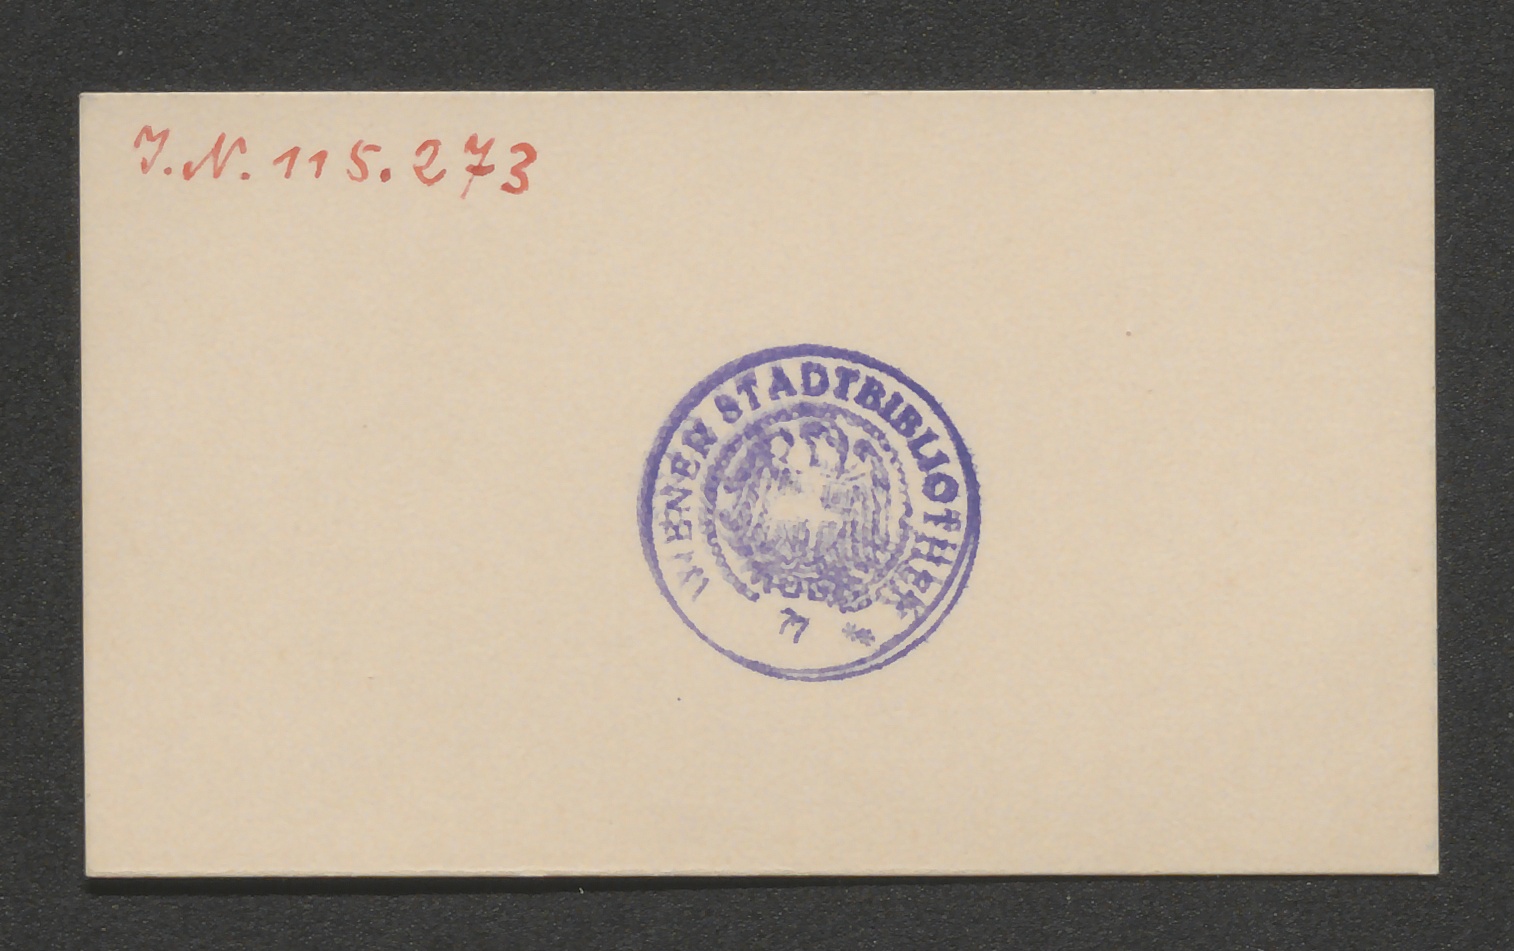 J.N. 115.273
WIENER STADTBIBLIOTHEK